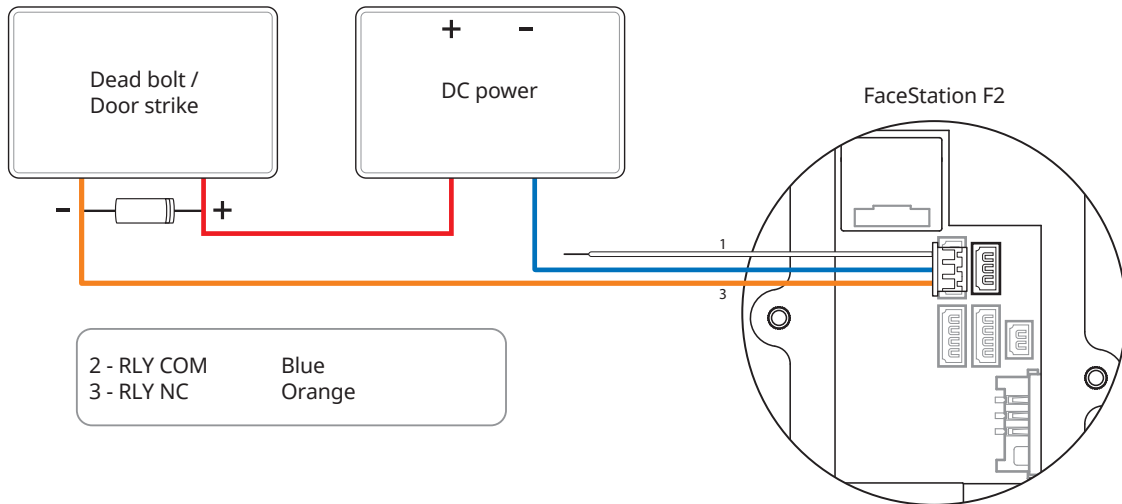 Dead bolt /
Door strike
+ -
DC power
FaceStation F2
- +
1
3
2 - RLY COM Blue
3 - RLY NC Orange